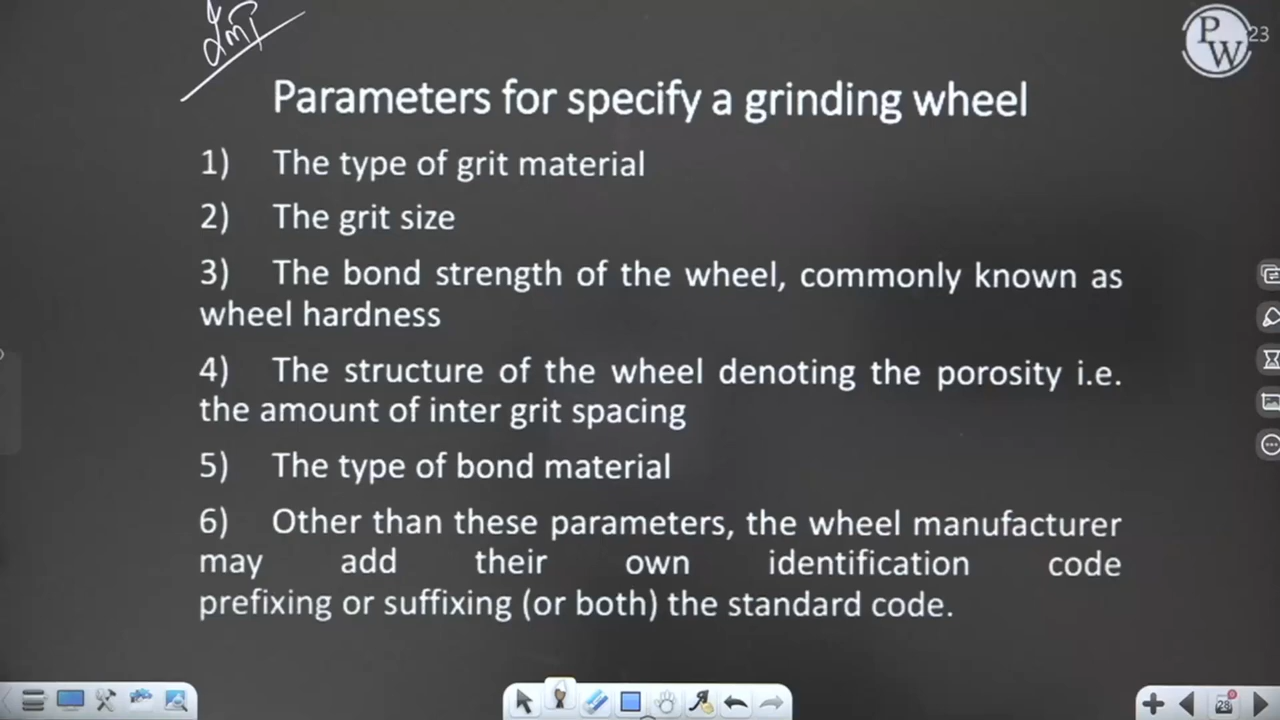 Imp
PW
23
Parameters for specify a grinding wheel
1) The type of grit material
2) The grit size
3) The bond strength of the wheel, commonly known as
wheel hardness
4) The structure of the wheel denoting the porosity i.e.
the amount of inter grit spacing
5) The type of bond material
6) Other than these parameters, the wheel manufacturer
may add their own identification code
prefixing or suffixing (or both) the standard code.
28